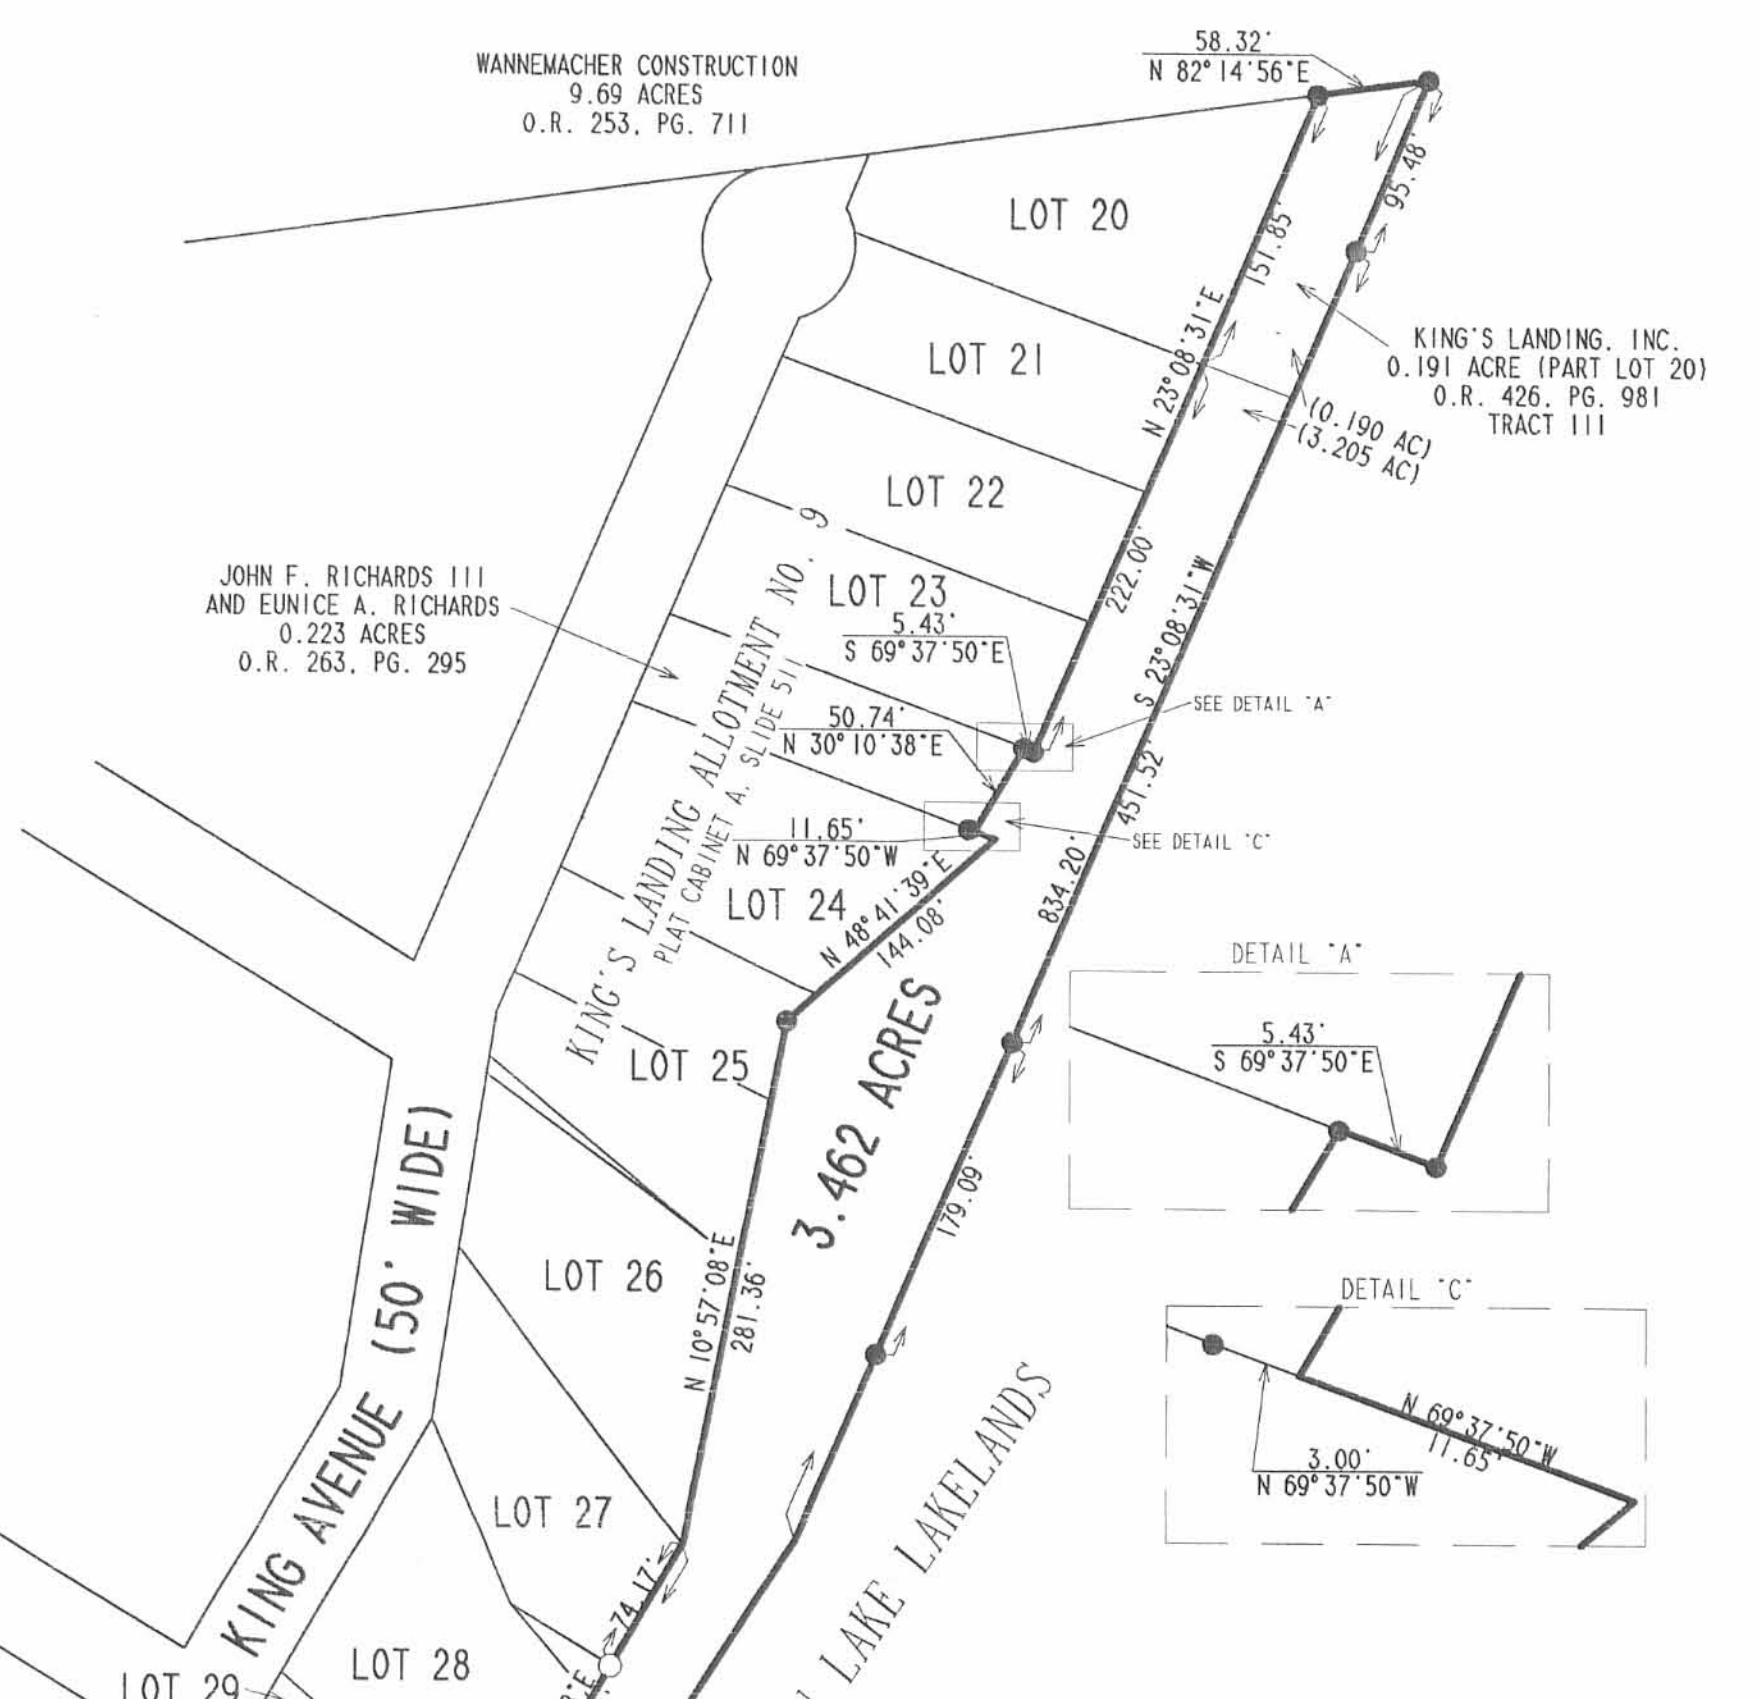 58.32'
N 82°14'56"E
WANNEMACHER CONSTRUCTION
9.69 ACRES
O.R. 253, PG. 711
95.48'
LOT 20
151.85'
N 23°08'31"E
LOT 21
KING'S LANDING, INC.
0.191 ACRE (PART LOT 20)
O.R. 426, PG. 981
TRACT III
(0.190 AC)
(3.205 AC)
LOT 22
222.00'
S 23°08'31"W
JOHN F. RICHARDS III
AND EUNICE A. RICHARDS
0.223 ACRES
O.R. 263, PG. 295
KING'S LANDING ALLOTMENT NO. 9
PLAT CABINET A, SLIDE 511
LOT 23
5.43'
S 69°37'50"E
SEE DETAIL "A"
50.74'
N 30°10'38"E
451.52'
11.65'
N 69°37'50"W
SEE DETAIL "C"
834.20'
LOT 24
N 48°41'39"E
144.08'
3.462 ACRES
DETAIL "A"
5.43'
S 69°37'50"E
LOT 25
179.09'
KING AVENUE (50' WIDE)
LOT 26
N 10°57'08"E
281.36'
DETAIL "C"
N 69°37'50"W
11.65'
3.00'
N 69°37'50"W
LOT 27
74.17'
LAKE LAKELANDS
LOT 28
LOT 29
"E